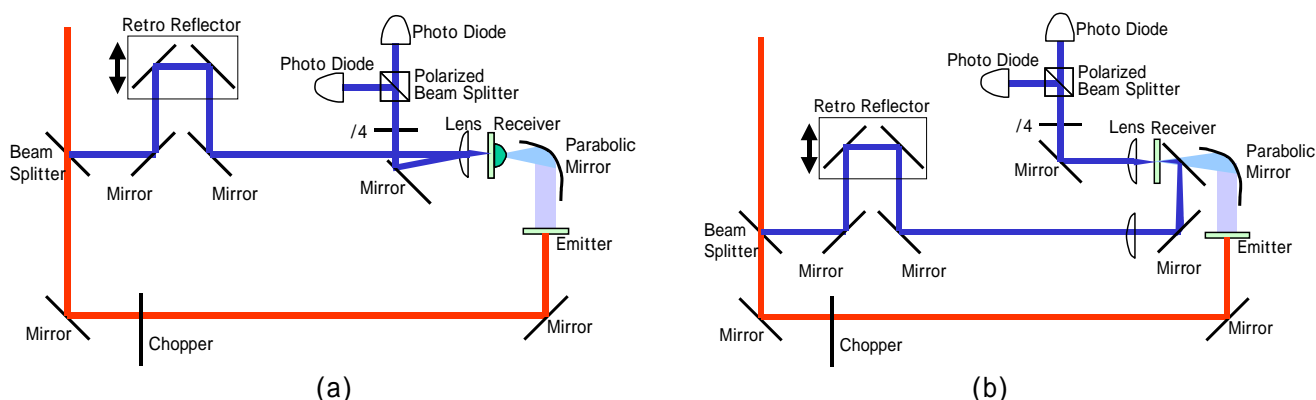 Retro Reflector
Photo Diode
Photo Diode
Polarized
Beam Splitter
/4
Lens
Receiver
Parabolic
Mirror
Beam
Splitter
Mirror
Mirror
Mirror
Emitter
Mirror
Chopper
Mirror
(a)
Photo Diode
Photo Diode
Polarized
Beam Splitter
Retro Reflector
/4
Lens
Receiver
Parabolic
Mirror
Mirror
Beam
Splitter
Mirror
Mirror
Mirror
Emitter
Mirror
Chopper
Mirror
(b)